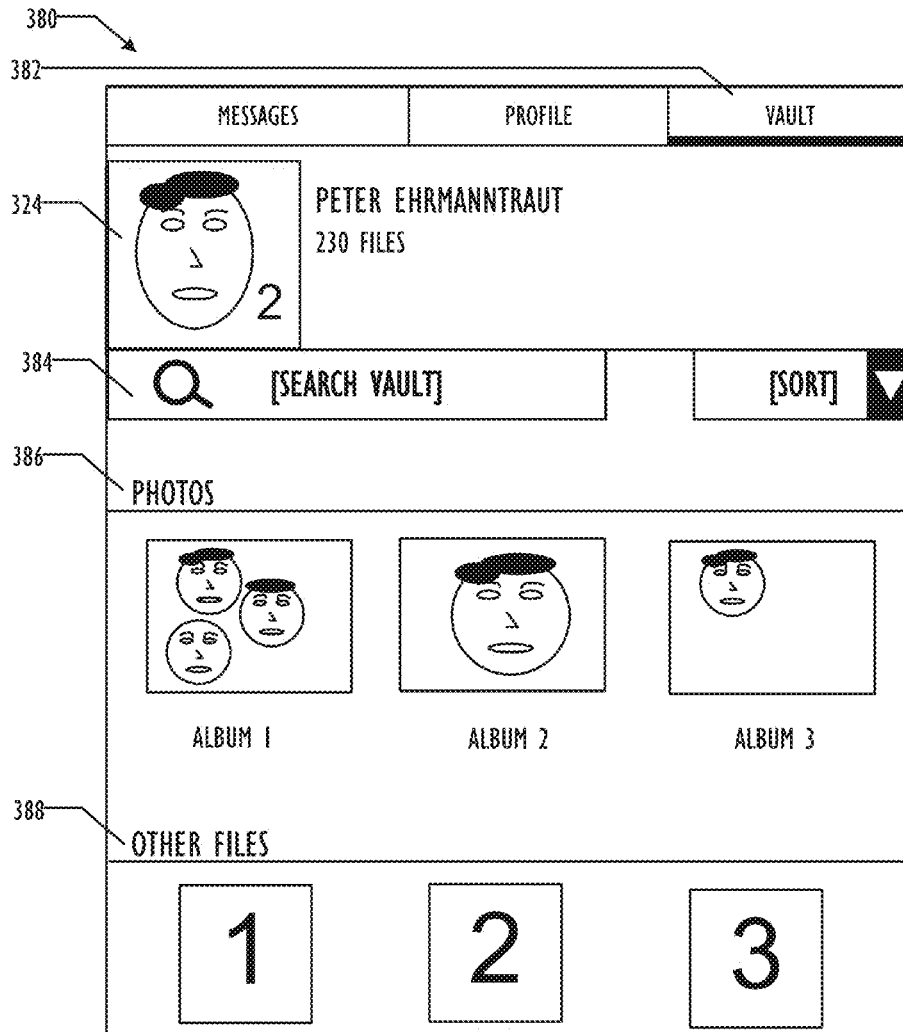 380
382
MESSAGES PROFILE VAULT
324
PETER EHRMANNTRAUT
230 FILES
2
384
[SEARCH VAULT] [SORT]
386
PHOTOS
ALBUM 1 ALBUM 2 ALBUM 3
388
OTHER FILES
1 2 3